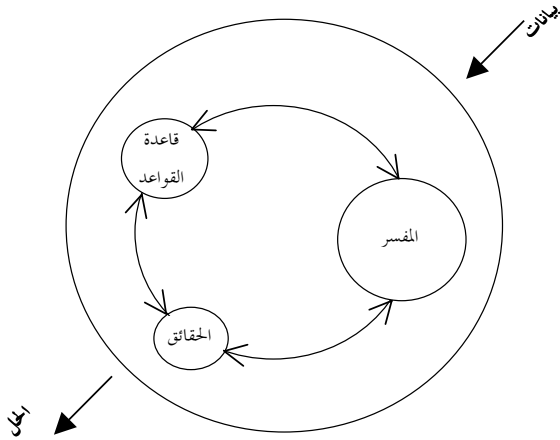 بيانات
قاعدة
القواعد
المفسر
الحقائق
الحل